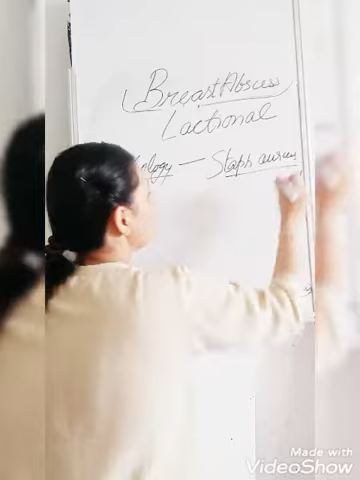 Breast Abscess
Lactional
— Staph aureus
Made with
VideoShow